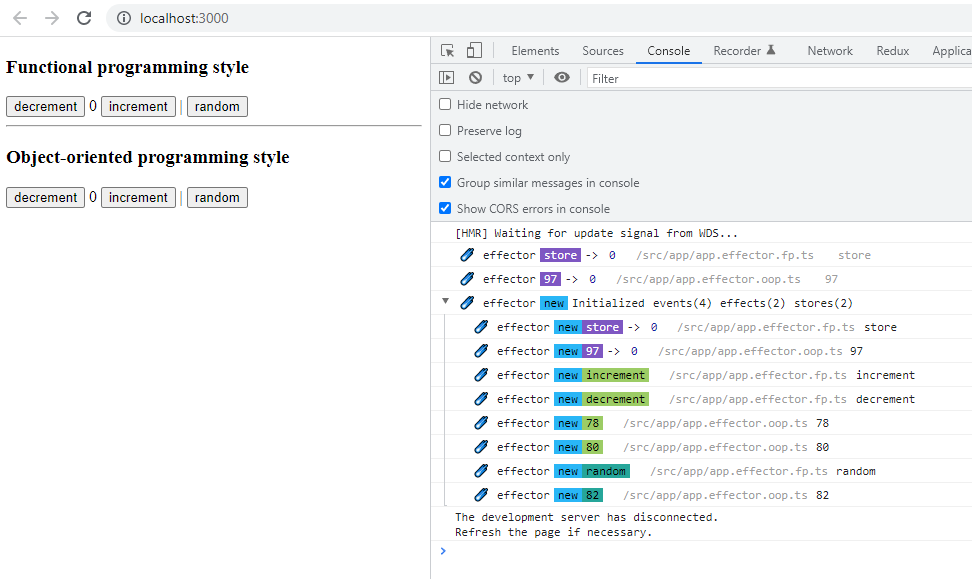 localhost:3000
Functional programming style
decrement 0 increment | random
Object-oriented programming style
decrement 0 increment | random
Elements Sources Console Recorder Network Redux Applica
top ▼ Filter
Hide network
Preserve log
Selected context only
Group similar messages in console
Show CORS errors in console
[HMR] Waiting for update signal from WDS...
effector store -> 0 /src/app/app.effector.fp.ts store
effector 97 -> 0 /src/app/app.effector.oop.ts 97
▼ effector new Initialized events(4) effects(2) stores(2)
effector new store -> 0 /src/app/app.effector.fp.ts store
effector new 97 -> 0 /src/app/app.effector.oop.ts 97
effector new increment /src/app/app.effector.fp.ts increment
effector new decrement /src/app/app.effector.fp.ts decrement
effector new 78 /src/app/app.effector.oop.ts 78
effector new 80 /src/app/app.effector.oop.ts 80
effector new random /src/app/app.effector.fp.ts random
effector new 82 /src/app/app.effector.oop.ts 82
The development server has disconnected.
Refresh the page if necessary.